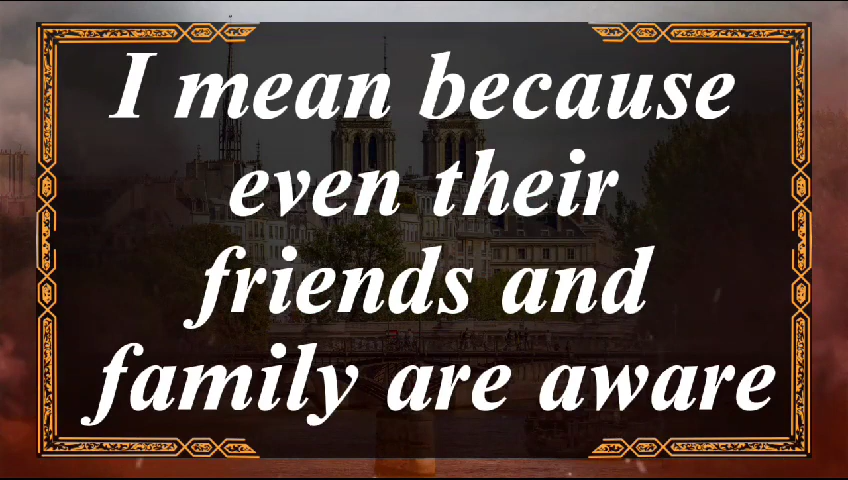 I mean because
even their
friends and
family are aware